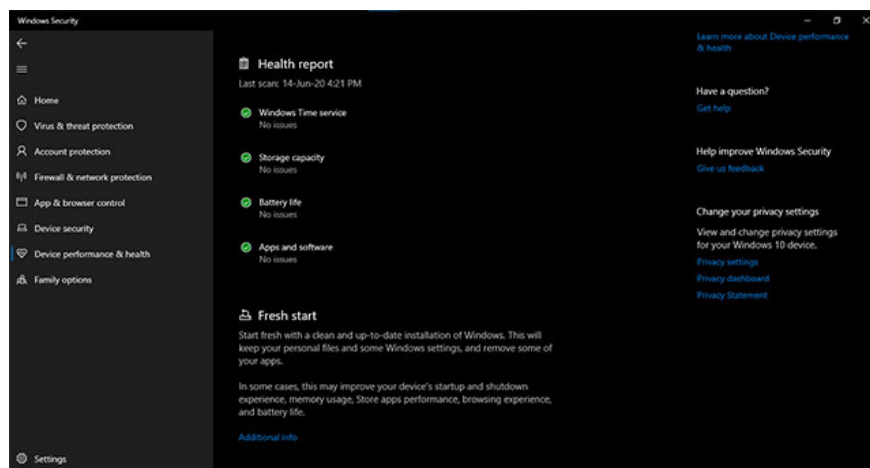 Windows Security
Home
Virus & threat protection
Account protection
Firewall & network protection
App & browser control
Device security
Device performance & health
Family options
Settings
Health report
Last scan: 14-Jun-20 4:21 PM
Windows Time service
No issues
Storage capacity
No issues
Battery life
No issues
Apps and software
No issues
Fresh start
Start fresh with a clean and up-to-date installation of Windows. This will
keep your personal files and some Windows settings, and remove some of
your apps.
In some cases, this may improve your device's startup and shutdown
experience, memory usage, Store apps performance, browsing experience,
and battery life.
Additional info
Learn more about Device performance
& health
Have a question?
Get help
Help improve Windows Security
Give us feedback
Change your privacy settings
View and change privacy settings
for your Windows 10 device.
Privacy settings
Privacy dashboard
Privacy Statement